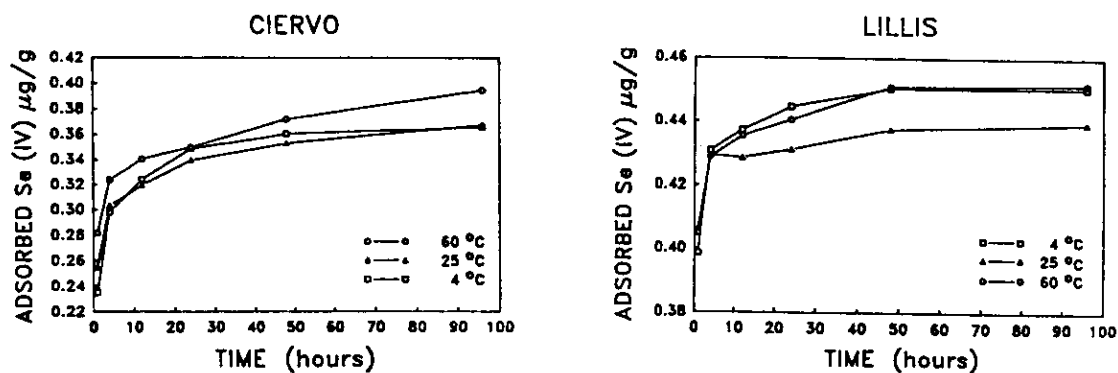 CIERVO
ADSORBED Se (IV) μg/g
0.42
0.40
0.38
0.36
0.34
0.32
0.30
0.28
0.26
0.24
0.22
60 °C
25 °C
4 °C
0 10 20 30 40 50 60 70 80 90 100
TIME (hours)
LILLIS
ADSORBED Se (IV) μg/g
0.46
0.44
0.42
0.40
0.38
4 °C
25 °C
60 °C
0 10 20 30 40 50 60 70 80 90 100
TIME (hours)